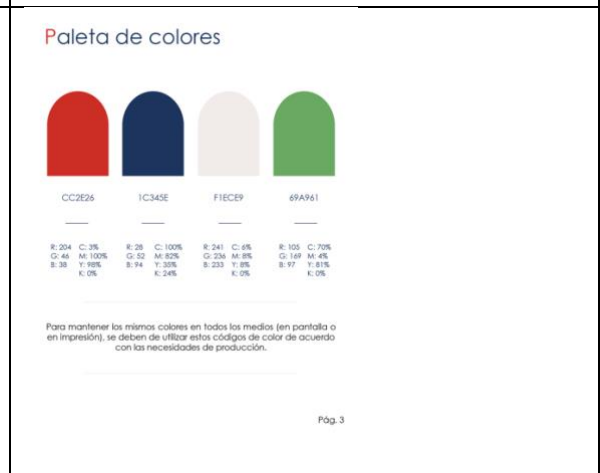 Paleta de colores
CC2E26 1C345E F1ECE9 69A961
R: 204 C: 3% R: 28 C: 100% R: 241 C: 6% R: 105 C: 70%
G: 46 M: 100% G: 52 M: 82% G: 236 M: 8% G: 169 M: 4%
B: 38 Y: 98% B: 94 Y: 35% B: 233 Y: 8% B: 97 Y: 81%
K: 0% K: 24% K: 0% K: 0%
Para mantener los mismos colores en todos los medios (en pantalla o
en impresión), se deben de utilizar estos códigos de color de acuerdo
con las necesidades de producción.
Pág. 3